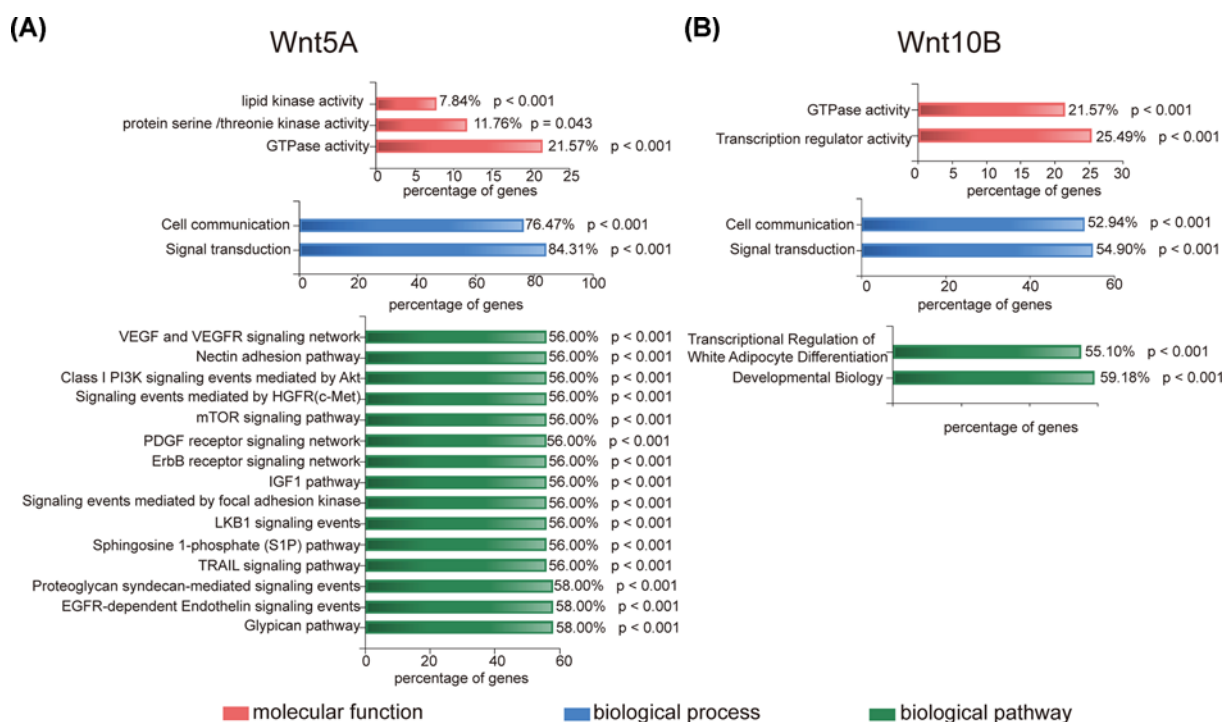 (A)
Wnt5A
lipid kinase activity 7.84% p < 0.001
protein serine /threonie kinase activity 11.76% p = 0.043
GTPase activity 21.57% p < 0.001
0 5 10 15 20 25
percentage of genes
Cell communication 76.47% p < 0.001
Signal transduction 84.31% p < 0.001
0 20 40 60 80 100
percentage of genes
VEGF and VEGFR signaling network 56.00% p < 0.001
Nectin adhesion pathway 56.00% p < 0.001
Class I PI3K signaling events mediated by Akt 56.00% p < 0.001
Signaling events mediated by HGFR(c-Met) 56.00% p < 0.001
mTOR signaling pathway 56.00% p < 0.001
PDGF receptor signaling network 56.00% p < 0.001
ErbB receptor signaling network 56.00% p < 0.001
IGF1 pathway 56.00% p < 0.001
Signaling events mediated by focal adhesion kinase 56.00% p < 0.001
LKB1 signaling events 56.00% p < 0.001
Sphingosine 1-phosphate (S1P) pathway 56.00% p < 0.001
TRAIL signaling pathway 56.00% p < 0.001
Proteoglycan syndecan-mediated signaling events 58.00% p < 0.001
EGFR-dependent Endothelin signaling events 58.00% p < 0.001
Glypican pathway 58.00% p < 0.001
0 20 40 60
percentage of genes
(B)
Wnt10B
GTPase activity 21.57% p < 0.001
Transcription regulator activity 25.49% p < 0.001
0 5 10 15 20 25 30
percentage of genes
Cell communication 52.94% p < 0.001
Signal transduction 54.90% p < 0.001
0 20 40 60
percentage of genes
Transcriptional Regulation of
White Adipocyte Differentiation 55.10% p < 0.001
Developmental Biology 59.18% p < 0.001
percentage of genes
molecular function biological process biological pathway